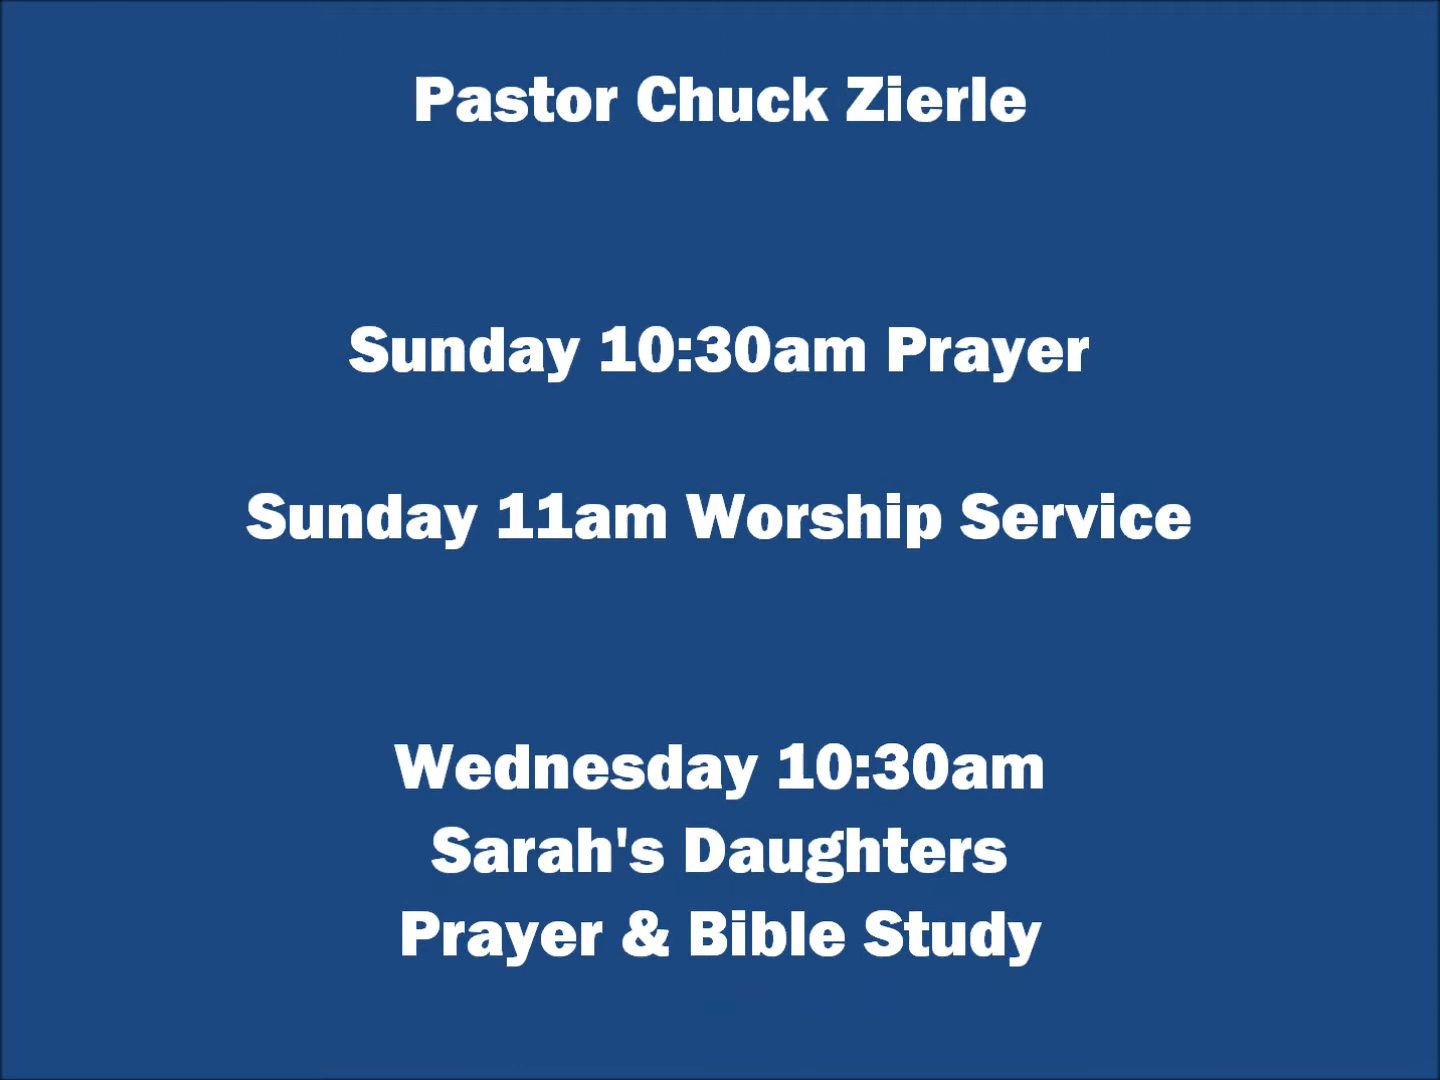 Pastor Chuck Zierle
Sunday 10:30am Prayer
Sunday 11am Worship Service
Wednesday 10:30am
Sarah's Daughters
Prayer & Bible Study